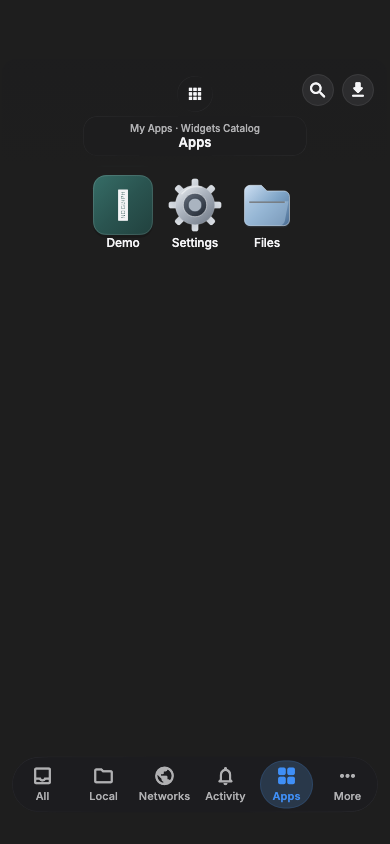 My Apps · Widgets Catalog
Apps
Demo
Settings
Files
All
Local
Networks
Activity
Apps
More